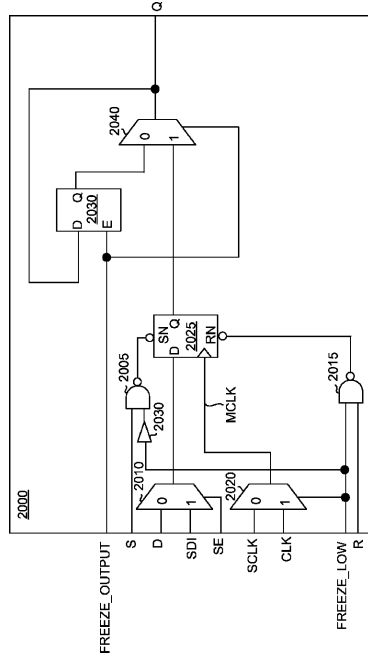 2000
Q
2040
0
1
D Q
2030
E
SN
D Q
2025
RN
2005
2030
2015
MCLK
2010
0
1
2020
0
1
FREEZE_OUTPUT
S
D
SDI
SE
SCLK
CLK
FREEZE_LOW
R